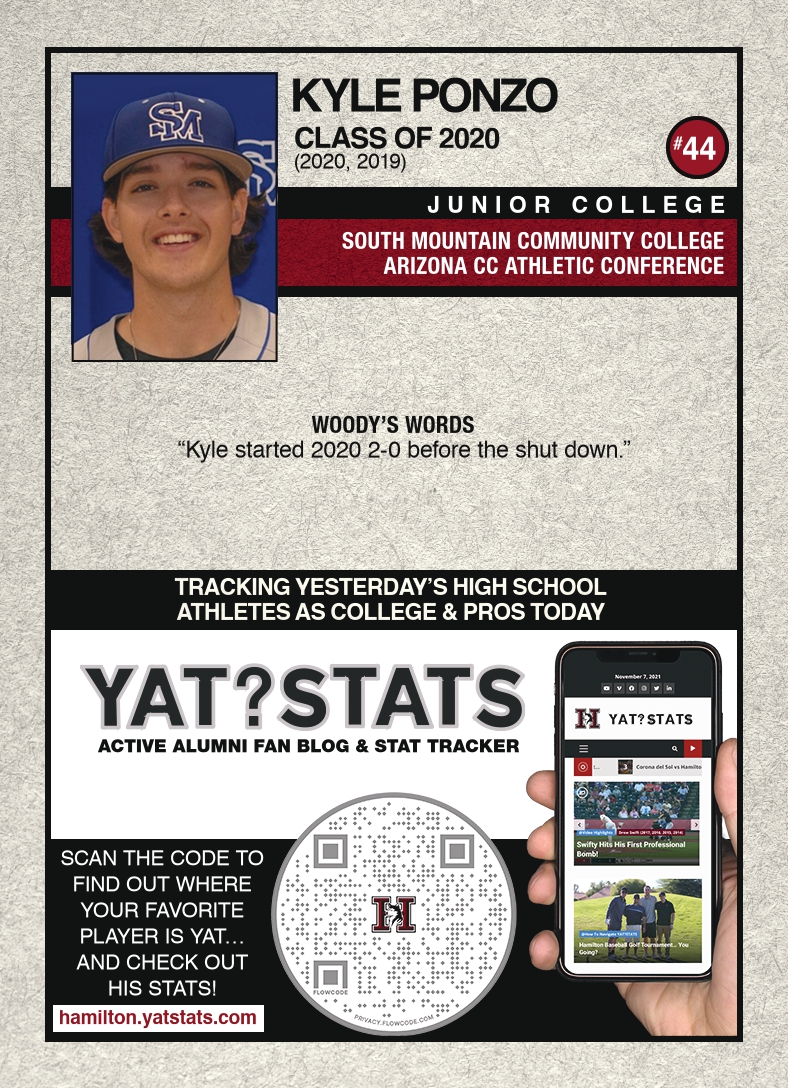 KYLE PONZO
CLASS OF 2020
(2020, 2019)
#44
JUNIOR COLLEGE
SOUTH MOUNTAIN COMMUNITY COLLEGE
ARIZONA CC ATHLETIC CONFERENCE
SM
WOODY'S WORDS
“Kyle started 2020 2-0 before the shut down.”
TRACKING YESTERDAY'S HIGH SCHOOL
ATHLETES AS COLLEGE & PROS TODAY
YAT?STATS
ACTIVE ALUMNI FAN BLOG & STAT TRACKER
November 7, 2021
H YAT?STATS
3 Corona del Sol vs Hamilto
@Video Highlights Drew Swift (2017, 2016, 2015, 2014)
Swifty Hits His First Professional
Bomb!
@How To Navigate YAT?STATS
Hamilton Baseball Golf Tournament... You
Going?
SCAN THE CODE TO
FIND OUT WHERE
YOUR FAVORITE
PLAYER IS YAT...
AND CHECK OUT
HIS STATS!
hamilton.yatstats.com
H
FLOWCODE
PRIVACY.FLOWCODE.COM